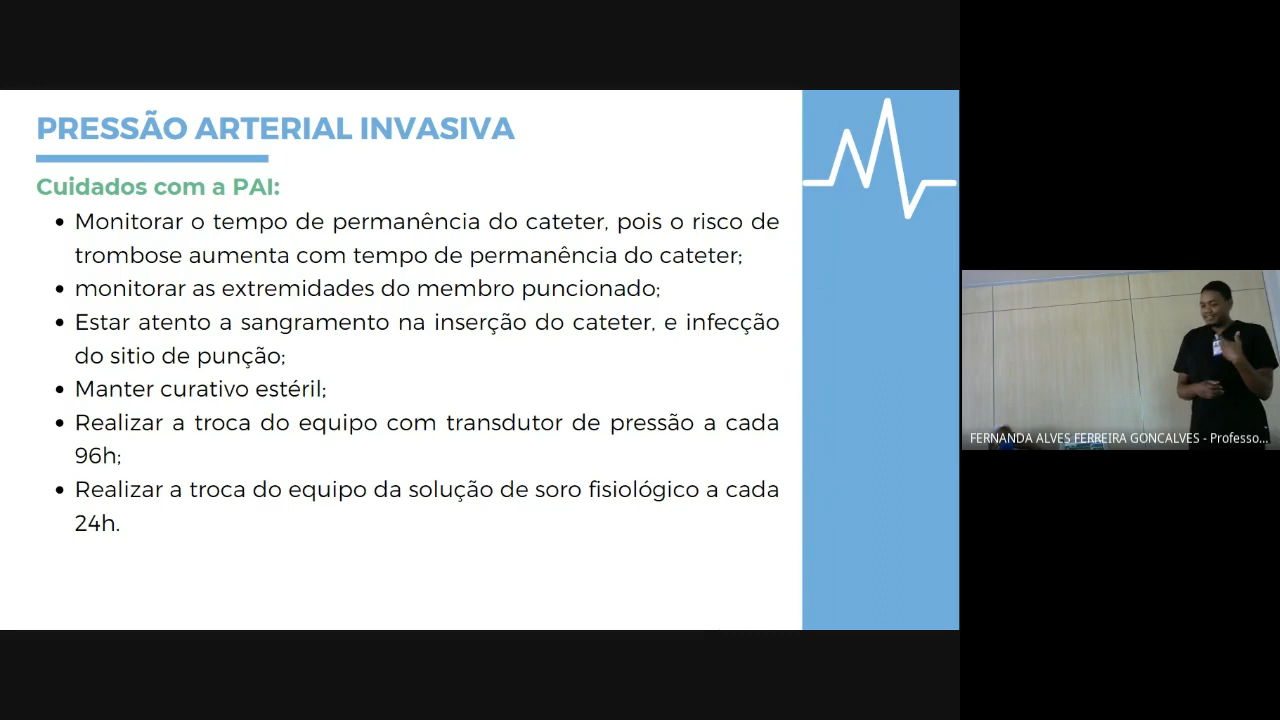 PRESSÃO ARTERIAL INVASIVA
Cuidados com a PAI:
• Monitorar o tempo de permanência do cateter, pois o risco de
trombose aumenta com tempo de permanência do cateter;
• monitorar as extremidades do membro puncionado;
• Estar atento a sangramento na inserção do cateter, e infecção
do sitio de punção;
• Manter curativo estéril;
• Realizar a troca do equipo com transdutor de pressão a cada
96h;
• Realizar a troca do equipo da solução de soro fisiológico a cada
24h.
FERNANDA ALVES FERREIRA GONCALVES - Professo...